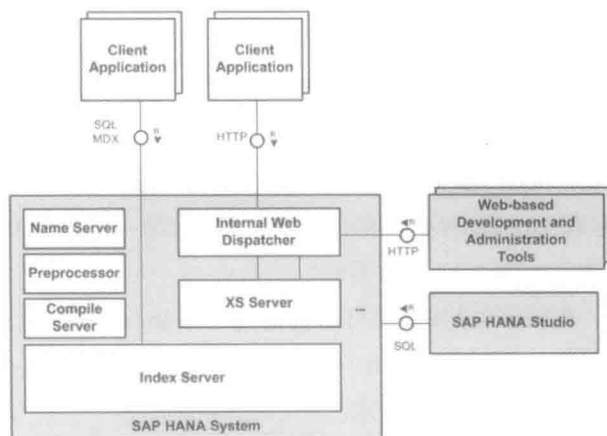 Client
Application
Client
Application
SQL
MDX
R
HTTP
R
Name Server
Internal Web
Dispatcher
R
HTTP
Web-based
Development and
Administration
Tools
Preprocessor
XS Server
Compile
Server
...
R
SQL
SAP HANA Studio
Index Server
SAP HANA System